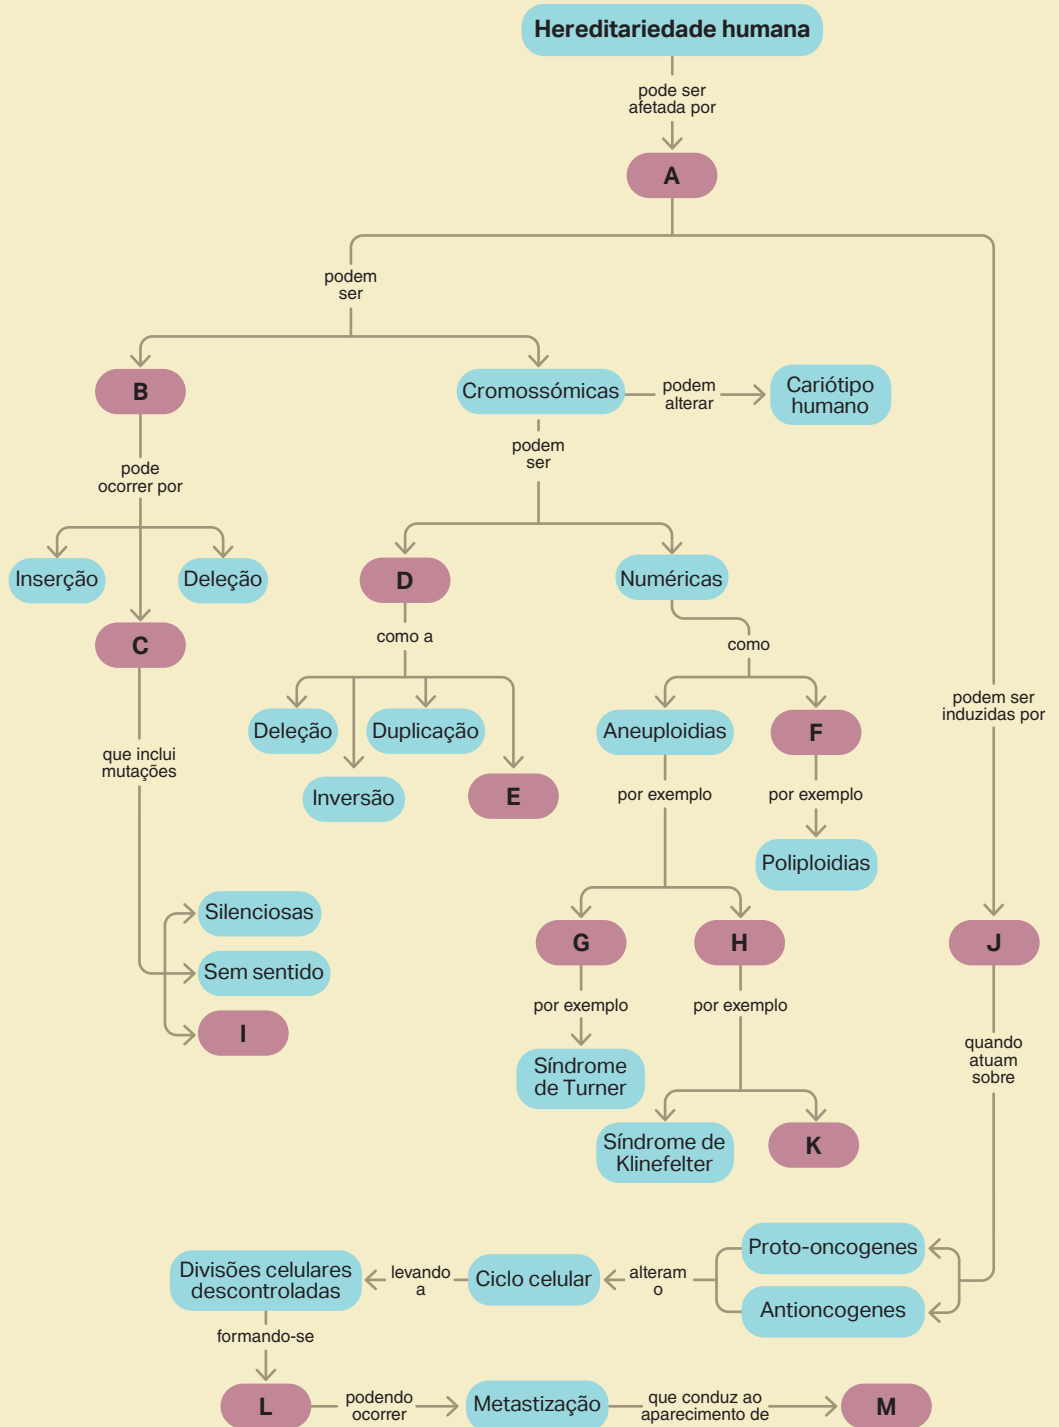 Hereditariedade humana
pode ser
afetada por
A
podem
ser
B
Cromossómicas
podem
alterar
Cariótipo
humano
pode
ocorrer por
podem
ser
Inserção
Deleção
C
D
Numéricas
como a
como
que inclui
mutações
Deleção
Duplicação
Inversão
E
Aneuploidias
F
podem ser
induzidas por
por exemplo
por exemplo
Poliploidias
Silenciosas
Sem sentido
I
G
H
J
por exemplo
por exemplo
quando
atuam
sobre
Síndrome
de Turner
Síndrome de
Klinefelter
K
Proto-oncogenes
Antioncogenes
alteram
o
Ciclo celular
levando
a
Divisões celulares
descontroladas
formando-se
L
podendo
ocorrer
Metastização
que conduz ao
aparecimento de
M